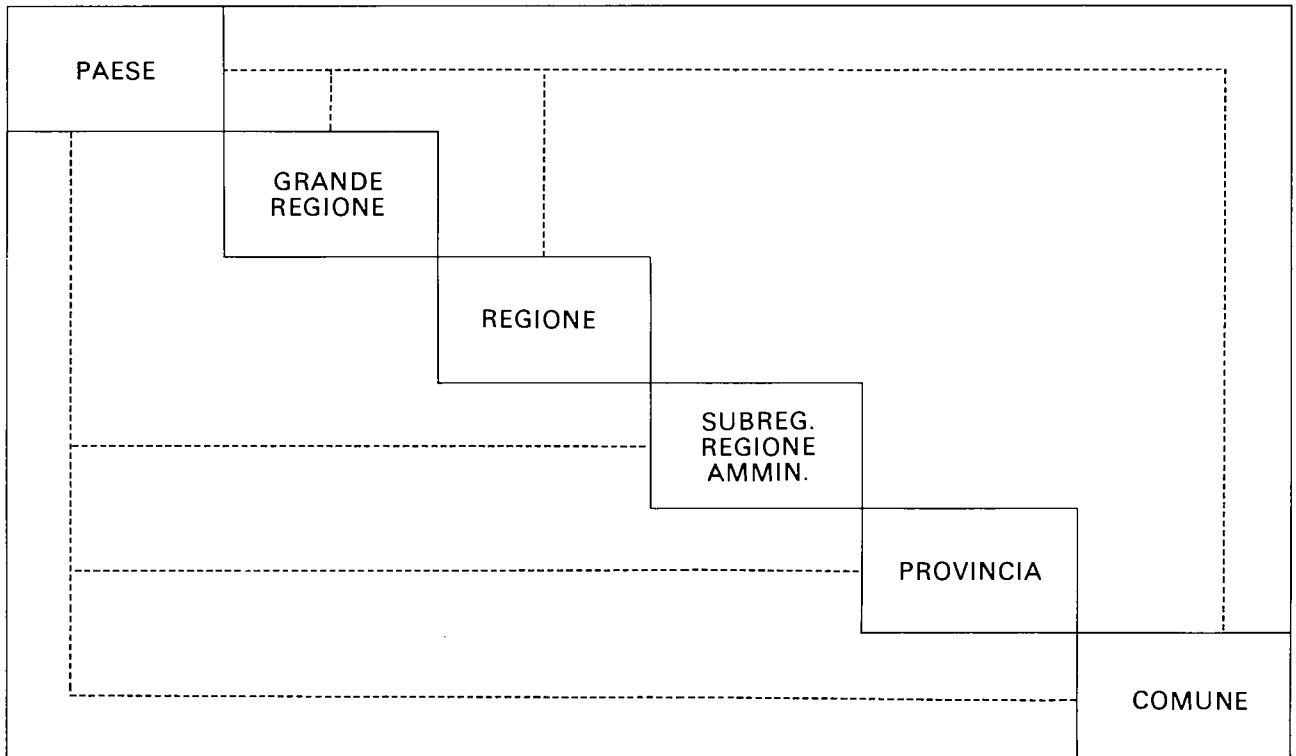 PAESE
GRANDE
REGIONE
REGIONE
SUBREG.
REGIONE
AMMIN.
PROVINCIA
COMUNE